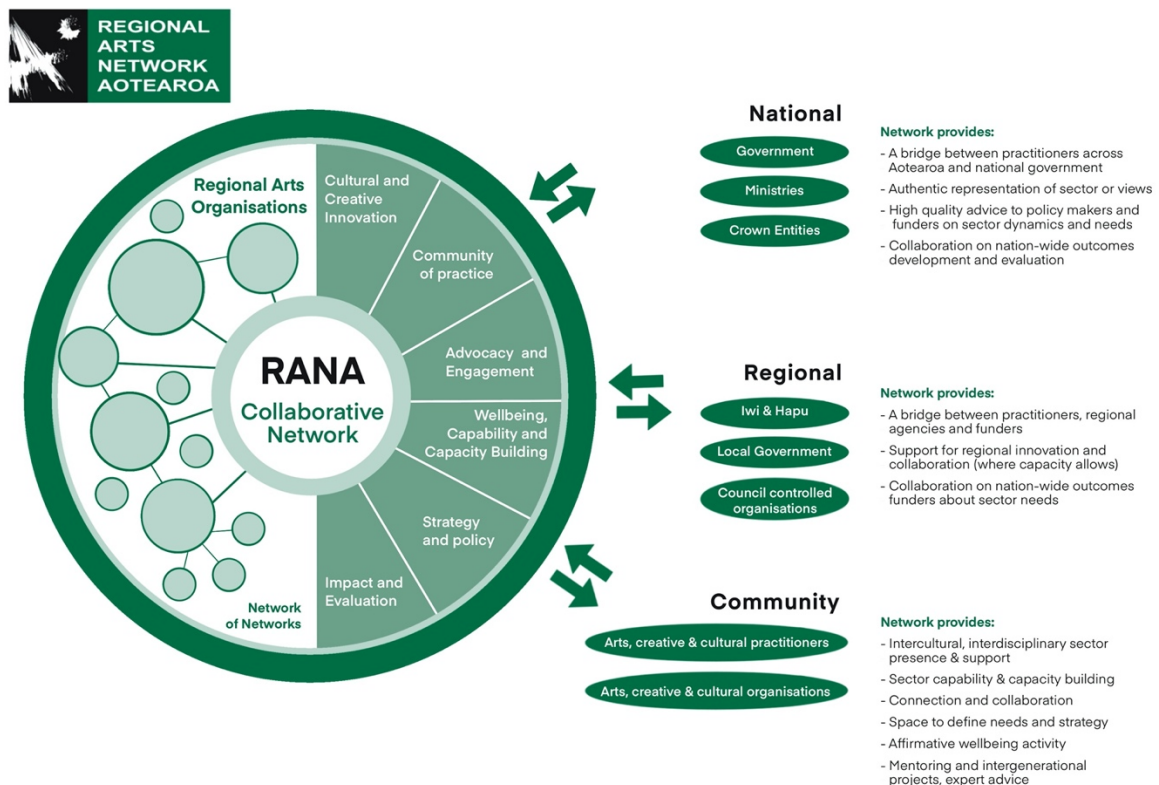 REGIONAL
ARTS
NETWORK
AOTEAROA
Regional Arts
Organisations
Network
of Networks
RANA
Collaborative
Network
Cultural and
Creative
Innovation
Community
of practice
Advocacy and
Engagement
Wellbeing,
Capability and
Capacity Building
Strategy
and policy
Impact and
Evaluation
National
Government
Ministries
Crown Entities
Network provides:
- A bridge between practitioners across
Aotearoa and national government
- Authentic representation of sector or views
- High quality advice to policy makers and
funders on sector dynamics and needs
- Collaboration on nation-wide outcomes
development and evaluation
Regional
Iwi & Hapu
Local Government
Council controlled
organisations
Network provides:
- A bridge between practitioners, regional
agencies and funders
- Support for regional innovation and
collaboration (where capacity allows)
- Collaboration on nation-wide outcomes
funders about sector needs
Community
Arts, creative & cultural practitioners
Arts, creative & cultural organisations
Network provides:
- Intercultural, interdisciplinary sector
presence & support
- Sector capability & capacity building
- Connection and collaboration
- Space to define needs and strategy
- Affirmative wellbeing activity
- Mentoring and intergenerational
projects, expert advice